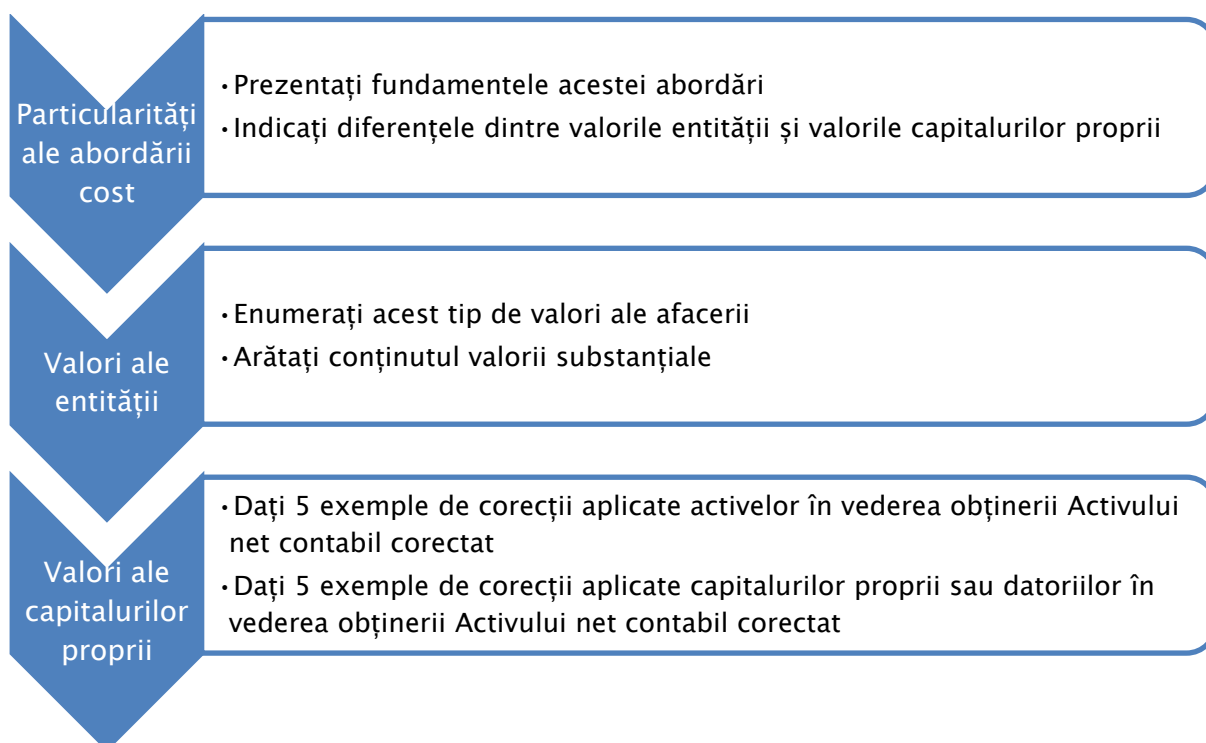 Particularități
ale abordării
cost
•Prezentați fundamentele acestei abordări
•Indicați diferențele dintre valorile entității și valorile capitalurilor proprii
Valori ale
entității
•Enumerați acest tip de valori ale afacerii
•Arătați conținutul valorii substanțiale
Valori ale
capitalurilor
proprii
•Dați 5 exemple de corecții aplicate activelor în vederea obținerii Activului
net contabil corectat
•Dați 5 exemple de corecții aplicate capitalurilor proprii sau datoriilor în
vederea obținerii Activului net contabil corectat